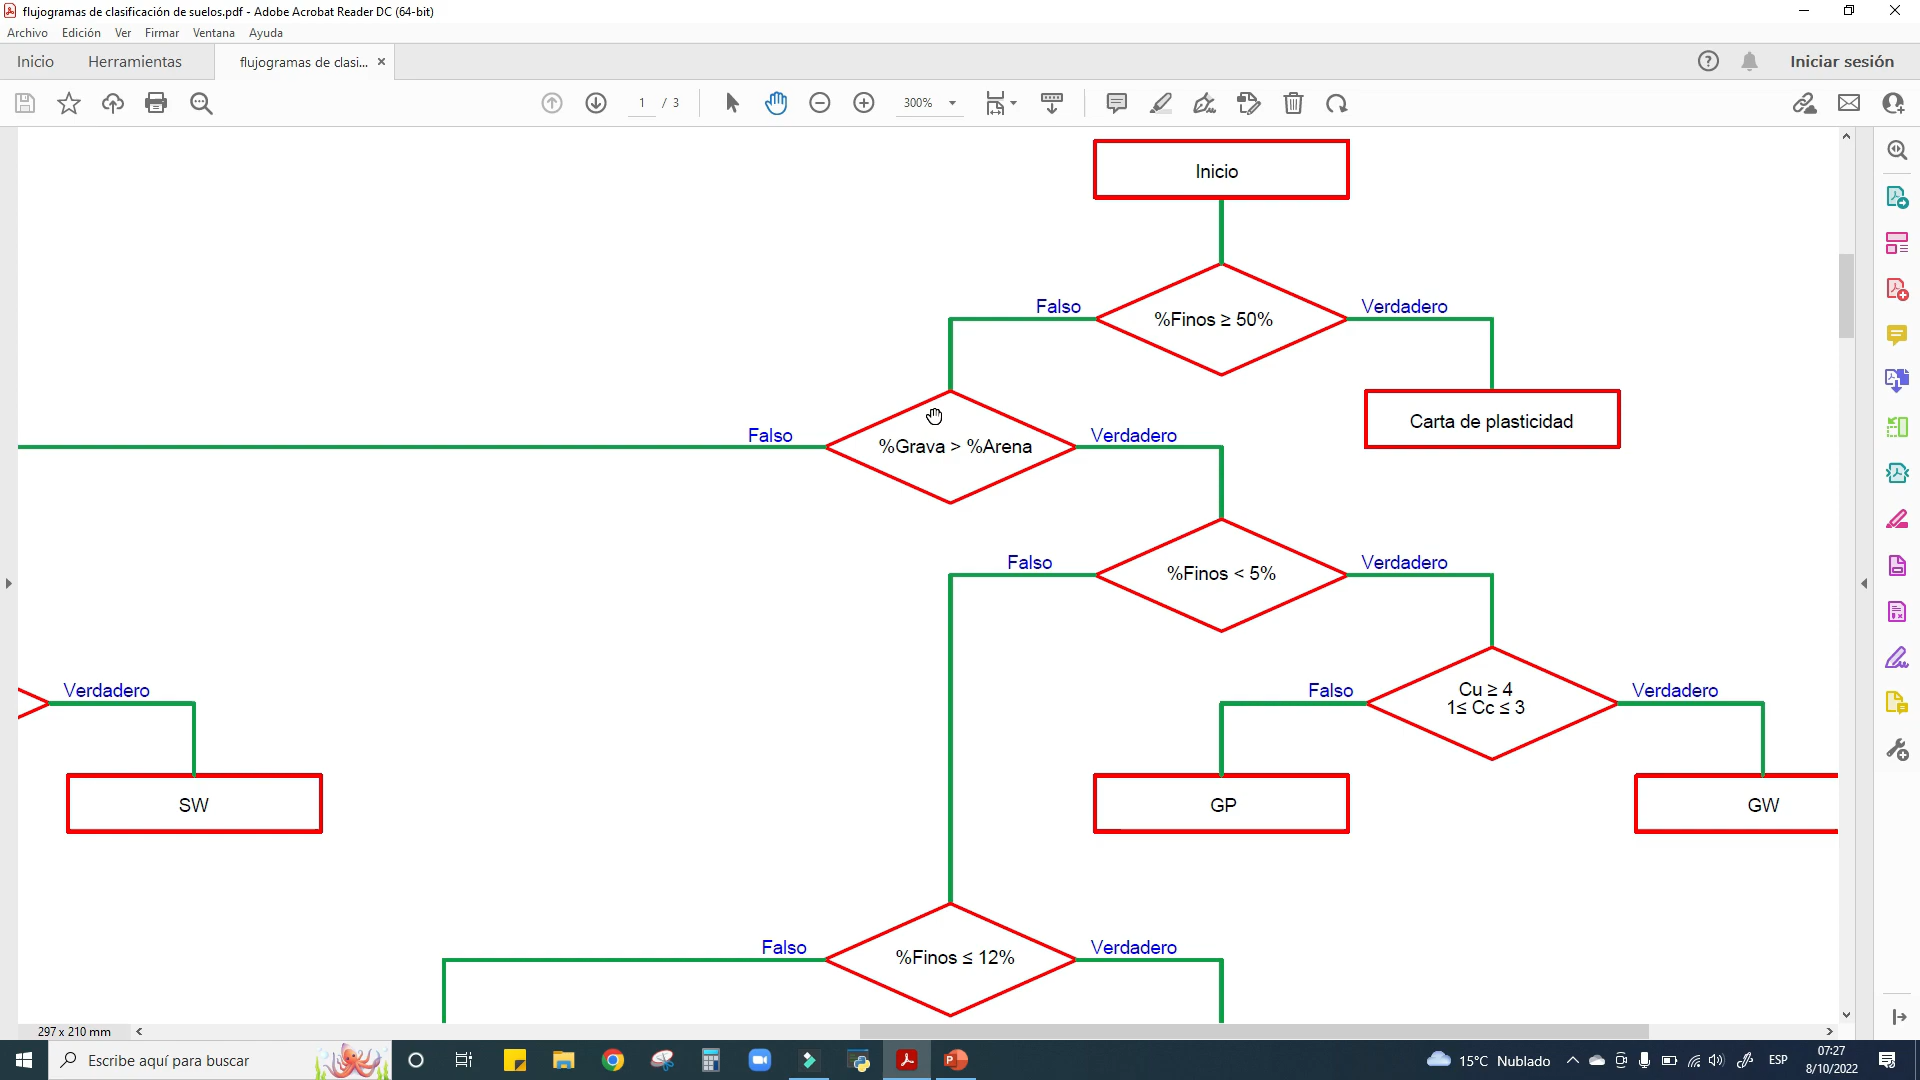 flujogramas de clasificación de suelos.pdf - Adobe Acrobat Reader DC (64-bit)
Archivo Edición Ver Firmar Ventana Ayuda
Inicio Herramientas flujogramas de clasi... Iniciar sesión
1 / 3 300%
Inicio
Falso %Finos ≥ 50% Verdadero
Carta de plasticidad
Falso %Grava > %Arena Verdadero
Falso %Finos < 5% Verdadero
Verdadero
Falso Cu ≥ 4 Verdadero
1≤ Cc ≤ 3
SW GP GW
Falso %Finos ≤ 12% Verdadero
297 x 210 mm
Escribe aquí para buscar
15°C Nublado ESP
07:27
8/10/2022